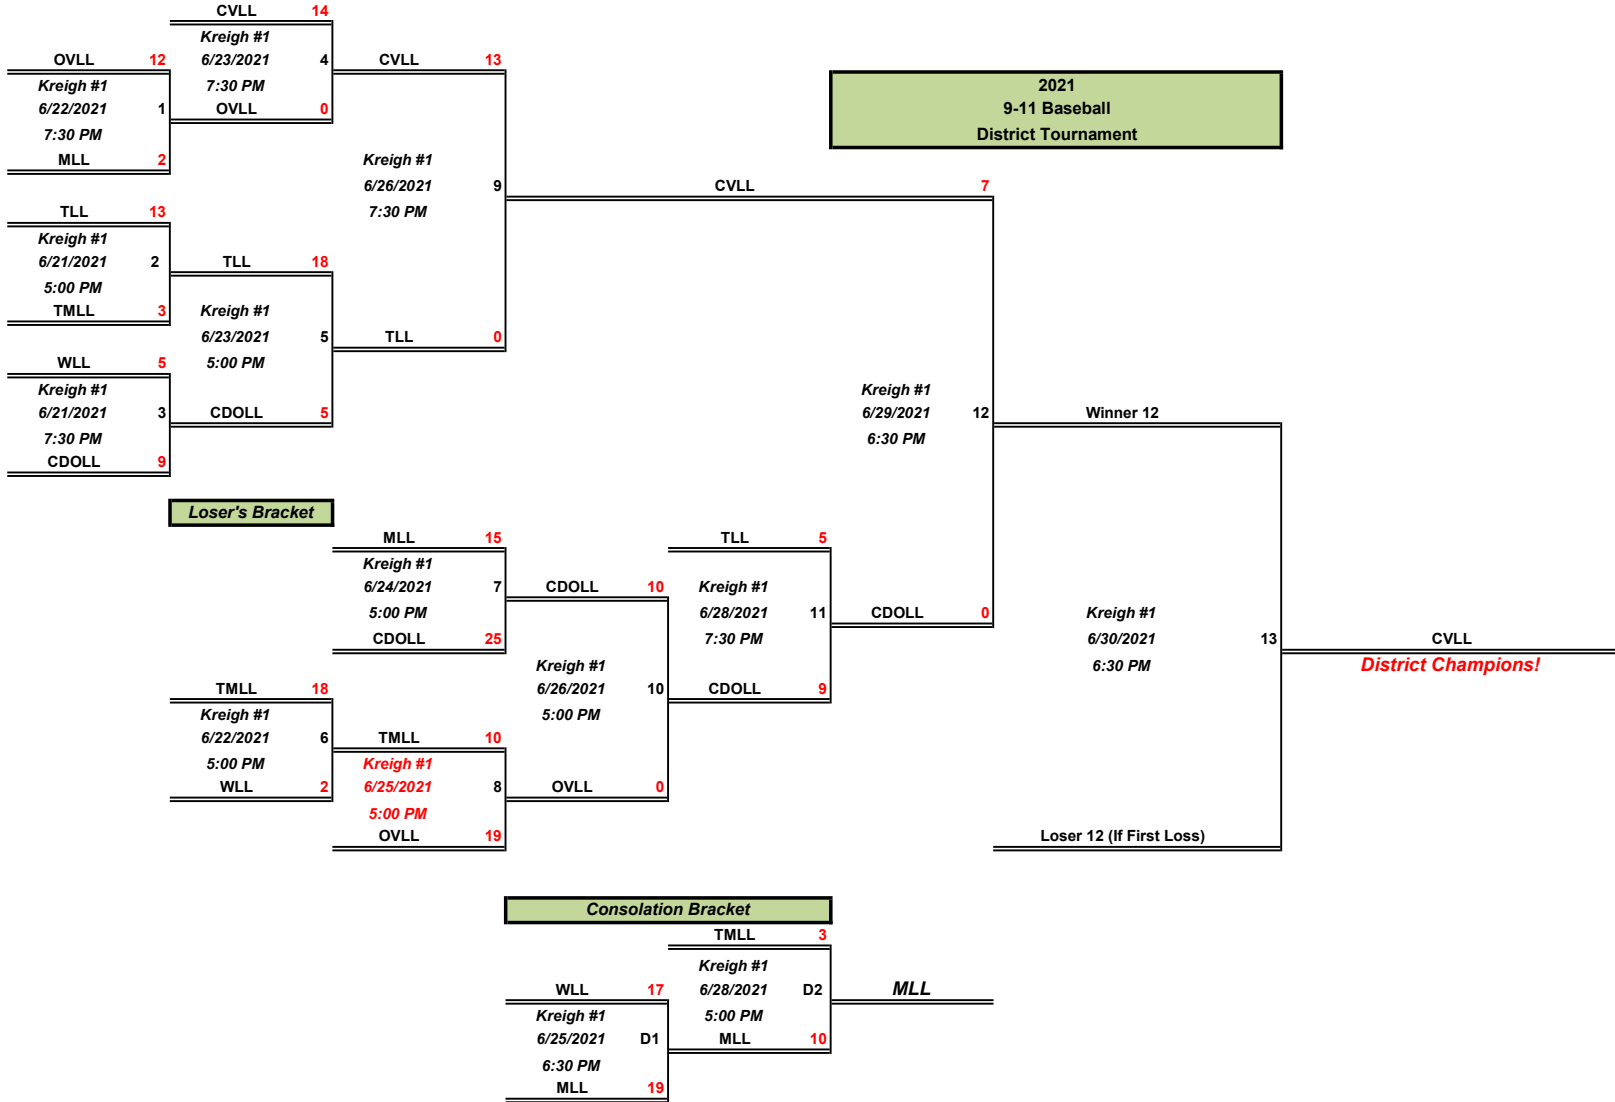 CVLL 14
Kreigh #1
6/23/2021 4
7:30 PM
OVLL 0
OVLL 12
Kreigh #1
6/22/2021 1
7:30 PM
MLL 2
CVLL 13
Kreigh #1
6/26/2021 9
7:30 PM
TLL 0
2021
9-11 Baseball
District Tournament
TLL 13
Kreigh #1
6/21/2021 2
5:00 PM
TMLL 3
TLL 18
Kreigh #1
6/23/2021 5
5:00 PM
CDOLL 5
WLL 5
Kreigh #1
6/21/2021 3
7:30 PM
CDOLL 9
CVLL 7
Kreigh #1
6/29/2021 12
6:30 PM
CDOLL 0
Winner 12
Kreigh #1
6/30/2021 13
6:30 PM
Loser 12 (If First Loss)
CVLL
District Champions!
Loser's Bracket
MLL 15
Kreigh #1
6/24/2021 7
5:00 PM
CDOLL 25
TMLL 18
Kreigh #1
6/22/2021 6
5:00 PM
WLL 2
TMLL 10
Kreigh #1
6/25/2021 8
5:00 PM
OVLL 19
CDOLL 10
Kreigh #1
6/26/2021 10
5:00 PM
OVLL 0
TLL 5
Kreigh #1
6/28/2021 11
7:30 PM
CDOLL 9
Consolation Bracket
TMLL 3
Kreigh #1
6/28/2021 D2
5:00 PM
MLL 10
WLL 17
Kreigh #1
6/25/2021 D1
6:30 PM
MLL 19
MLL